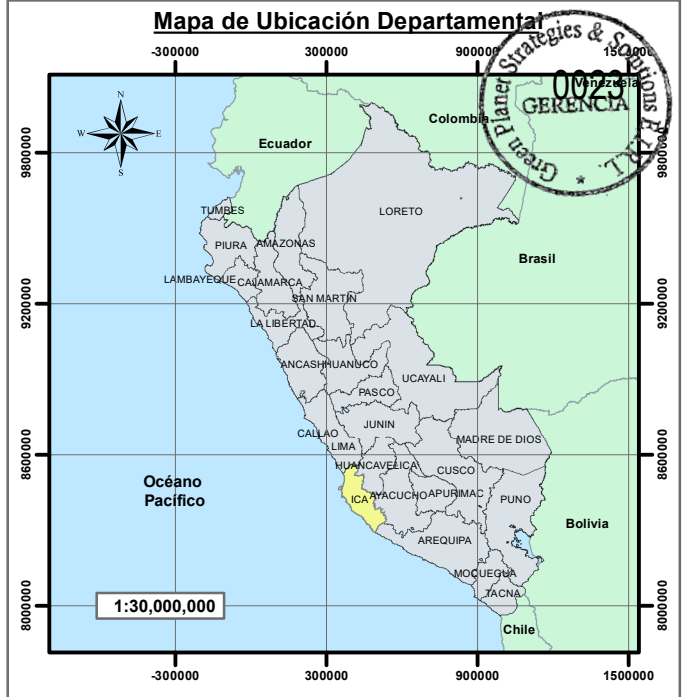 Mapa de Ubicación Departamental
-300000 300000 900000 1500000
Green Planet Strategies & Solutions E.I.R.L.
0023
GERENCIA
*
Venezuela
Colombia
Ecuador
N
W E
S
9800000 9800000
LORETO
TUMBES
PIURA AMAZONAS
Brasil
LAMBAYEQUE CAJAMARCA
SAN MARTIN
9200000 9200000
LA LIBERTAD
ANCASH HUANUCO
UCAYALI
PASCO
JUNIN
CALLAO
LIMA
MADRE DE DIOS
8600000 8600000
HUANCAVELICA
CUSCO
Océano
Pacífico
ICA AYACUCHO APURIMAC PUNO
Bolivia
AREQUIPA
MOQUEGUA
TACNA
1:30,000,000
8000000 8000000
Chile
-300000 300000 900000 1500000